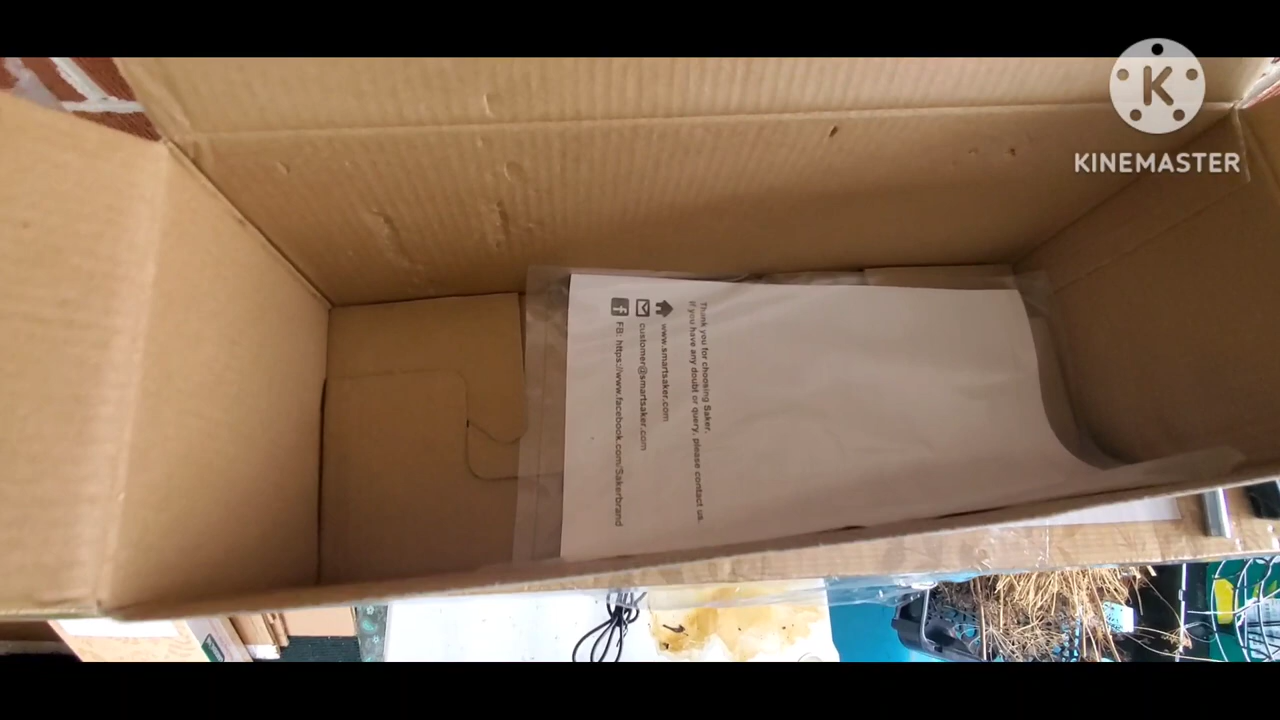 KINEMASTER
Thank you for choosing Saker.
if you have any doubt or query, please contact us.
www.smartsaker.com
customer@smartsaker.com
FB: https://www.facebook.com/Sakerbrand